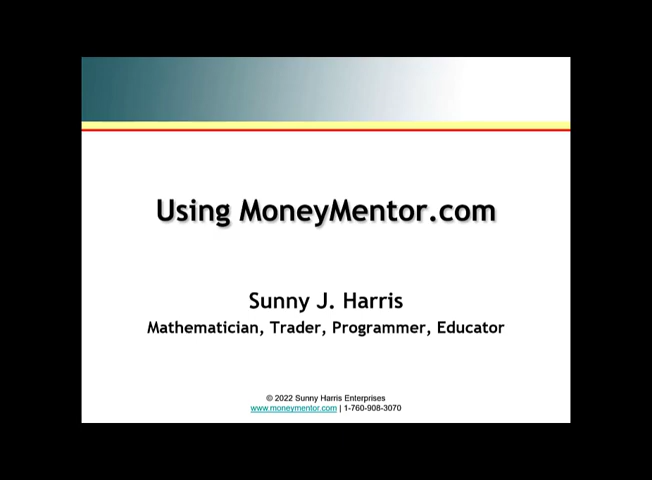 Using MoneyMentor.com
Sunny J. Harris
Mathematician, Trader, Programmer, Educator
© 2022 Sunny Harris Enterprises
www.moneymentor.com | 1-760-908-3070